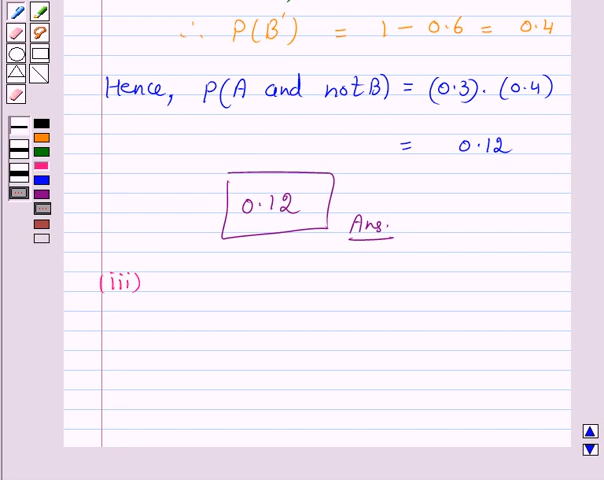 ∴ P(B') = 1 - 0.6 = 0.4
Hence, P(A and not B) = (0.3). (0.4)
= 0.12
0.12
Ans.
(iii)